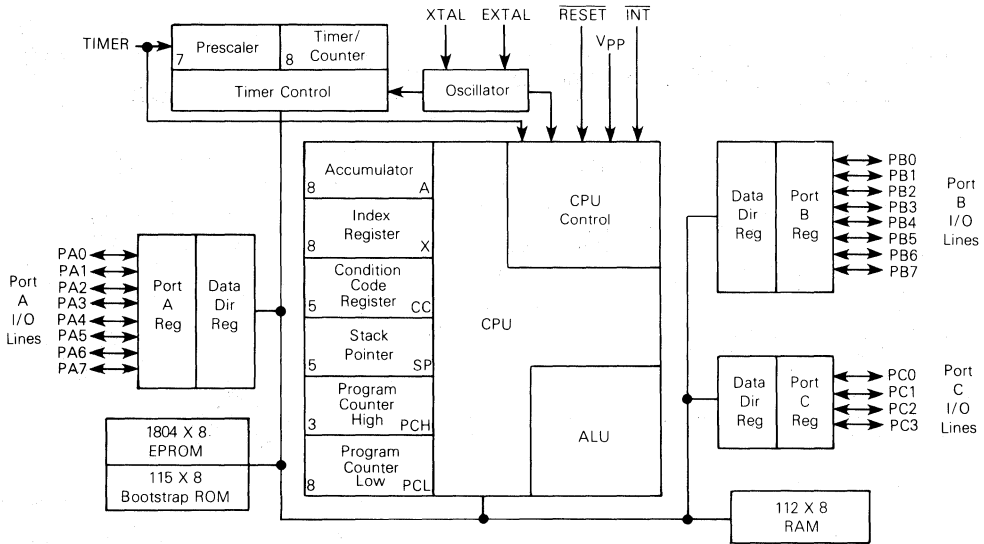 XTAL EXTAL RESET INT
VPP
TIMER
Prescaler
7
Timer/
Counter
8
Timer Control
Oscillator
Accumulator
8 A
Index
Register
8 X
Condition
Code
Register
5 CC
Stack
Pointer
5 SP
Program
Counter
High
3 PCH
Program
Counter
Low
8 PCL
CPU
CPU
Control
ALU
Port
A
I/O
Lines
PA0
PA1
PA2
PA3
PA4
PA5
PA6
PA7
Port
A
Reg
Data
Dir
Reg
1804 X 8
EPROM
115 X 8
Bootstrap ROM
Data
Dir
Reg
Port
B
Reg
PB0
PB1
PB2
PB3
PB4
PB5
PB6
PB7
Port
B
I/O
Lines
Data
Dir
Reg
Port
C
Reg
PC0
PC1
PC2
PC3
Port
C
I/O
Lines
112 X 8
RAM